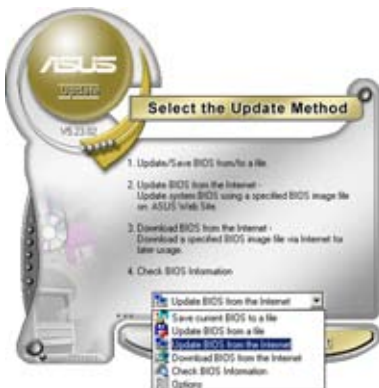 ASUS
Update
V5.23.02
Select the Update Method
1. Update/Save BIOS from/to a file
2. Update BIOS from the Internet -
Update system BIOS using a specified BIOS image file
on ASUS Web Site.
3. Download BIOS from the Internet -
Download a specified BIOS image file via Internet for
later usage.
4. Check BIOS Information
Update BIOS from the Internet
Save current BIOS to a file
Update BIOS from a file
Update BIOS from the Internet
Download BIOS from the Internet
Check BIOS Information
Options